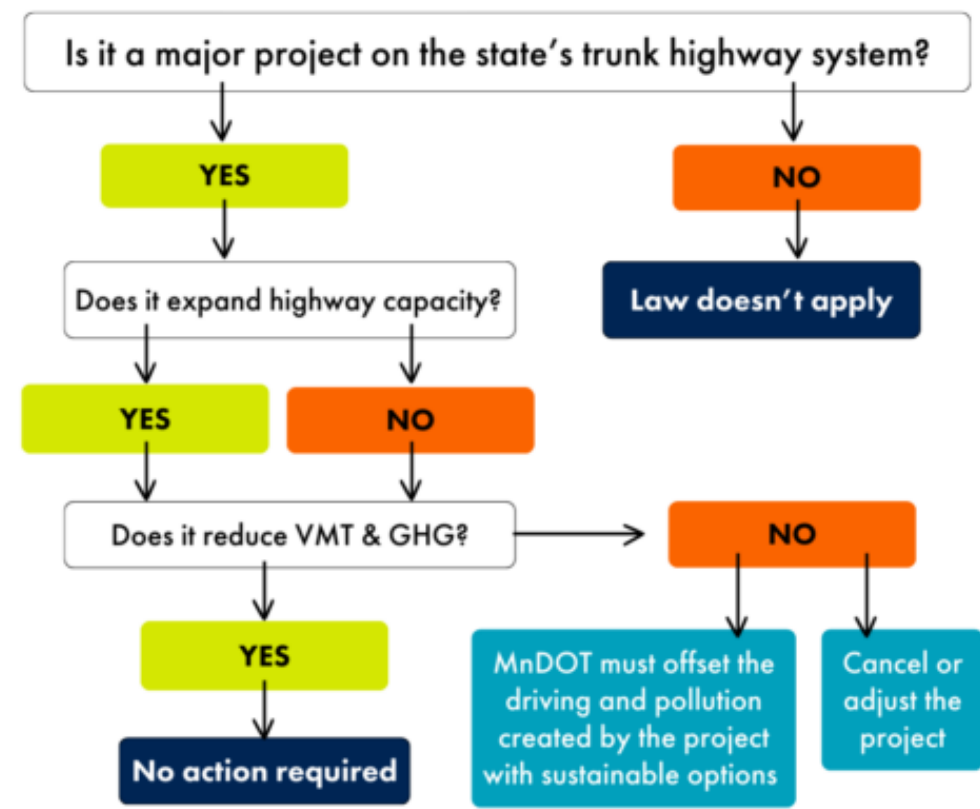 Is it a major project on the state's trunk highway system?
YES
NO
Does it expand highway capacity?
Law doesn't apply
YES
NO
Does it reduce VMT & GHG?
NO
YES
MnDOT must offset the
driving and pollution
created by the project
with sustainable options
Cancel or
adjust the
project
No action required